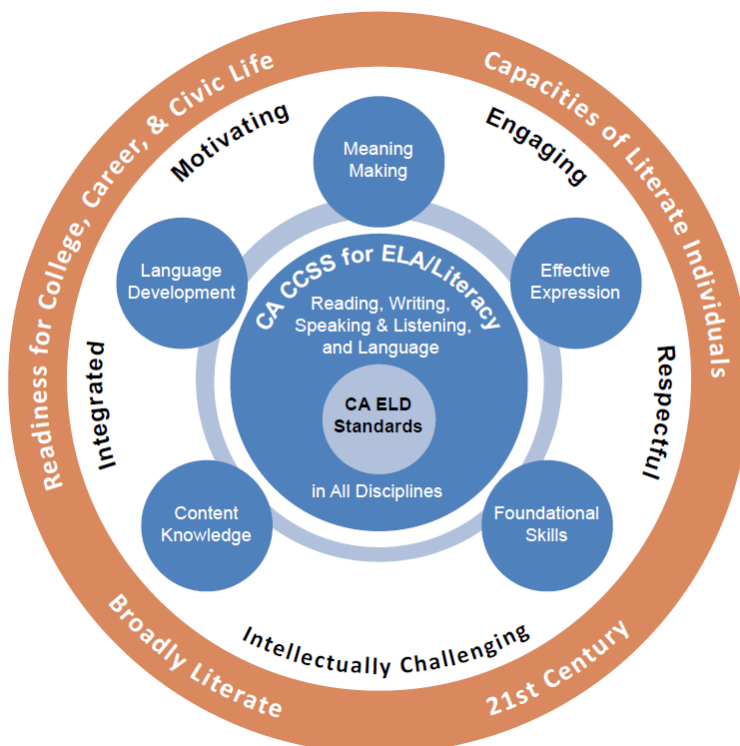 Readiness for College, Career, & Civic Life
Capacities of Literate Individuals
Motivating
Engaging
Meaning
Making
Language
Development
Effective
Expression
CA CCSS for ELA/Literacy
Reading, Writing,
Speaking & Listening,
and Language
CA ELD
Standards
in All Disciplines
Integrated
Respectful
Content
Knowledge
Foundational
Skills
Intellectually Challenging
Broadly Literate
21st Century